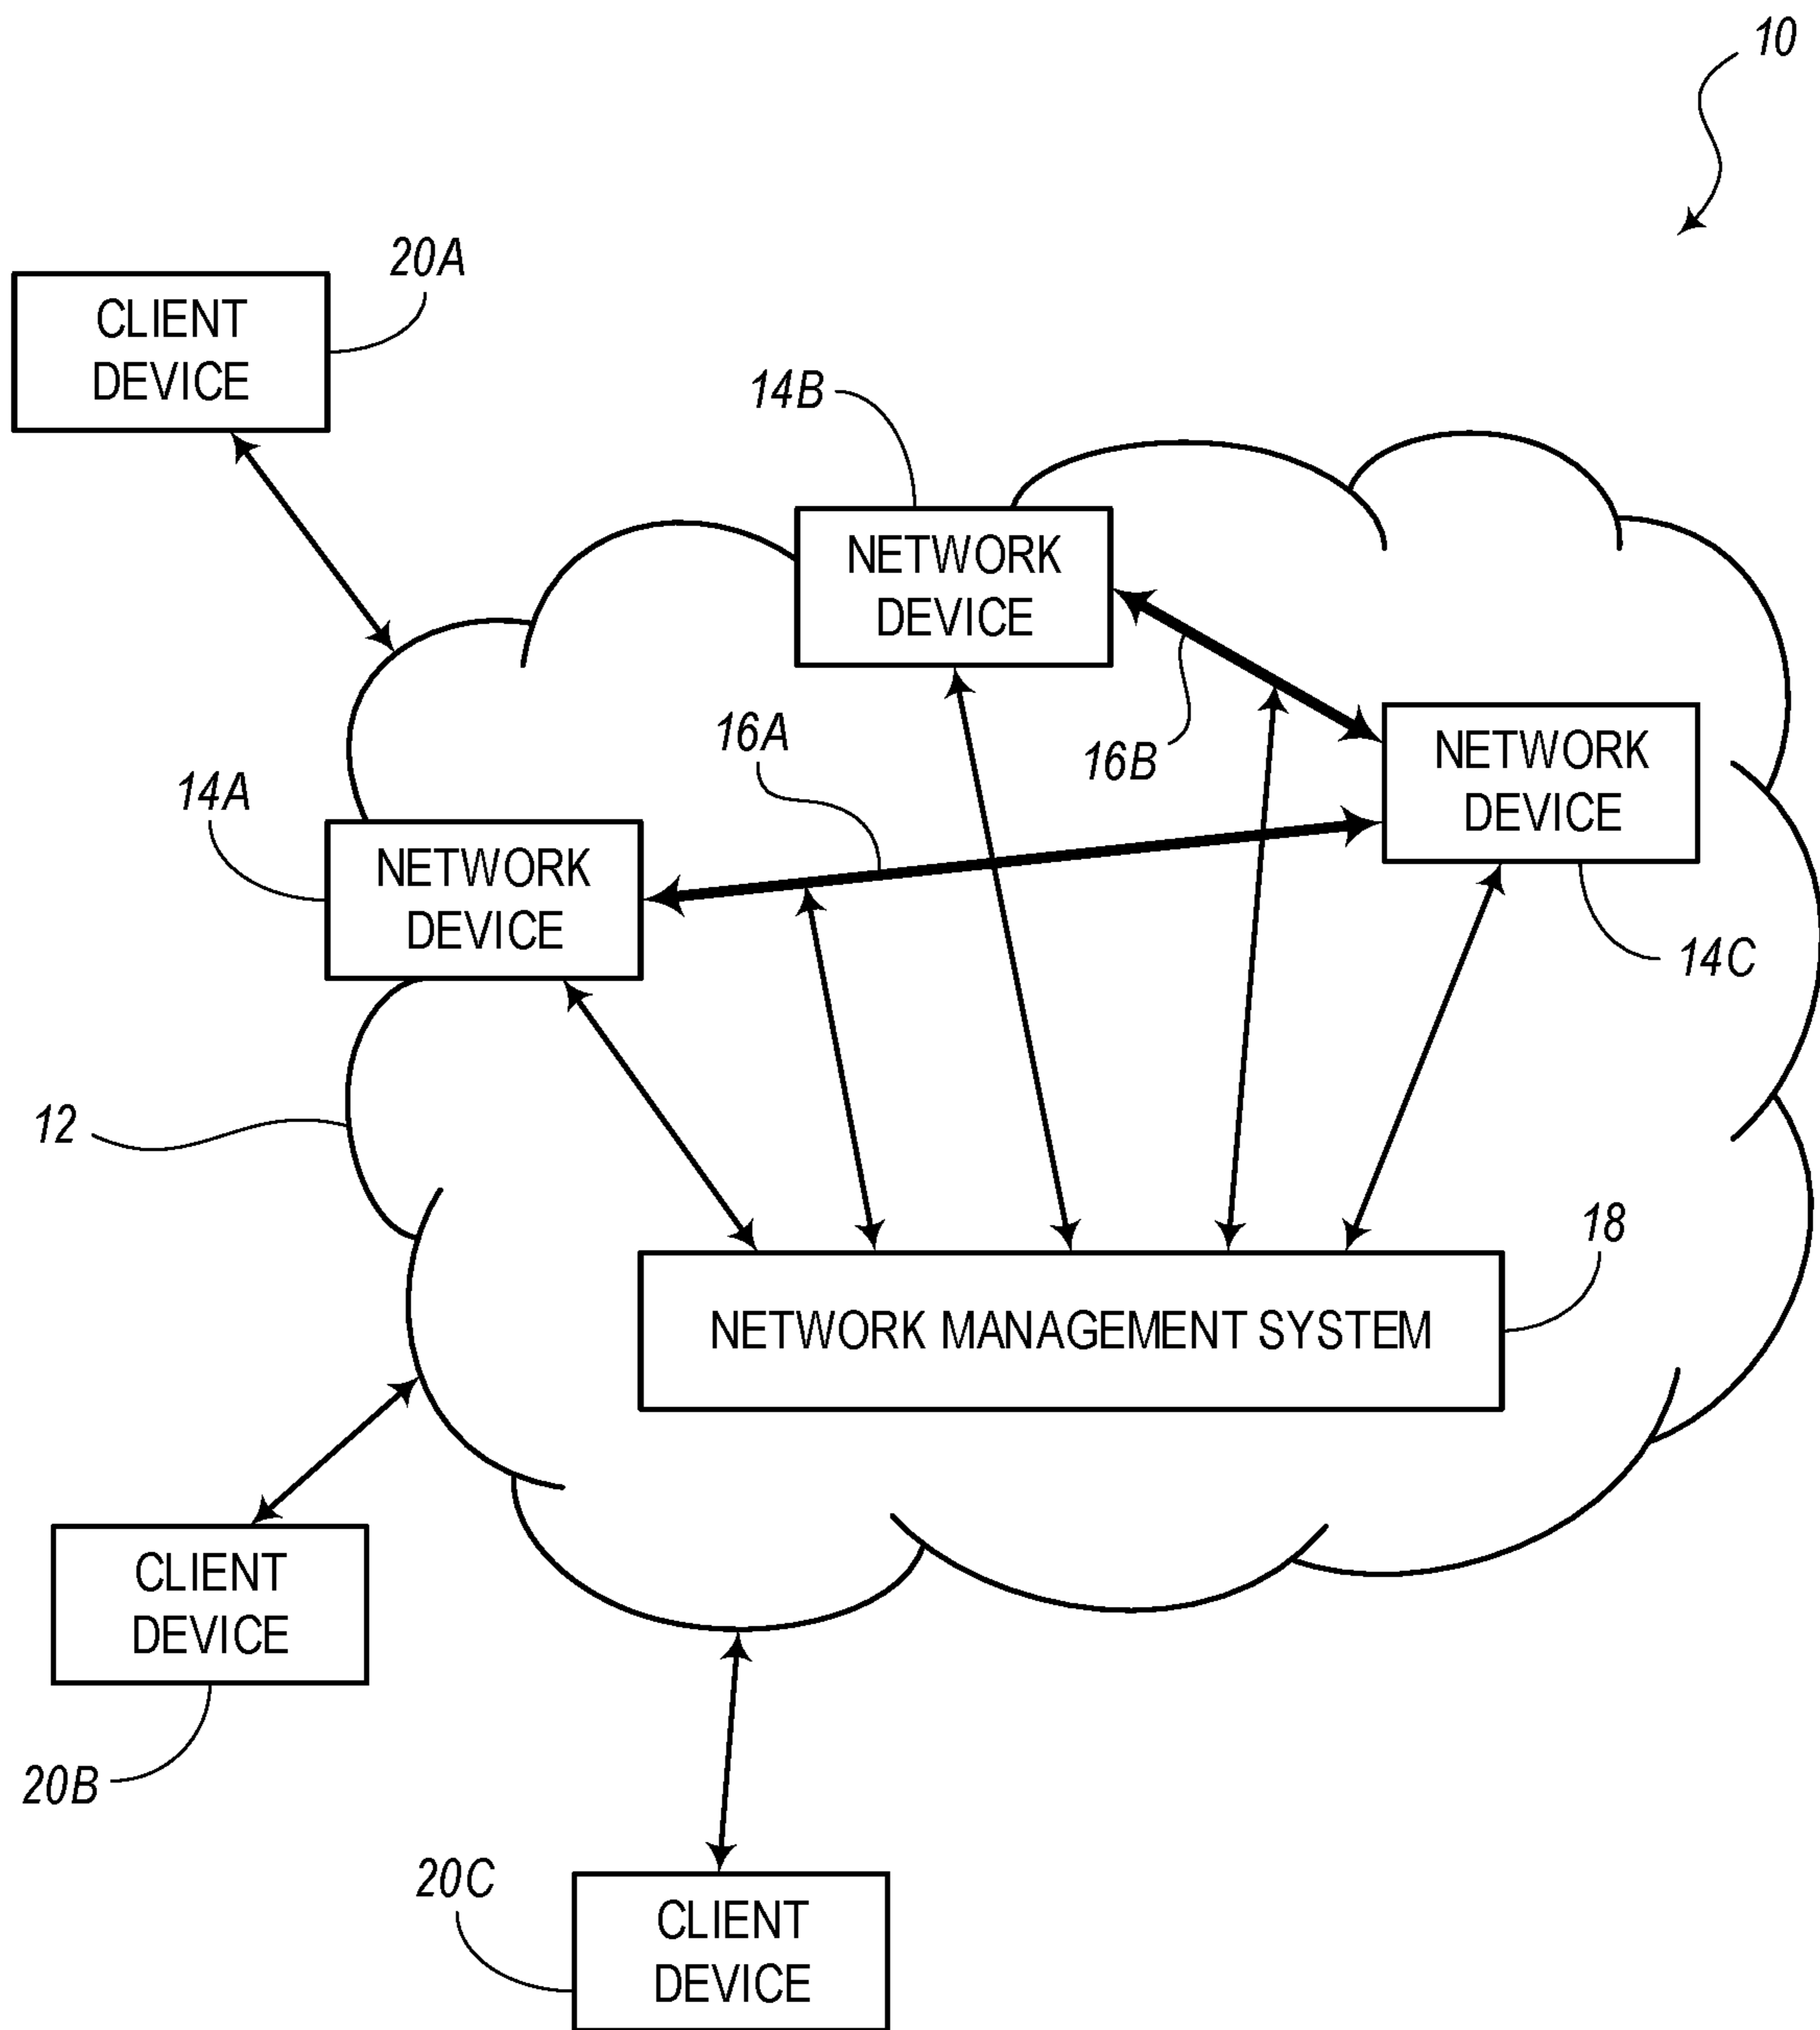 10
20A
CLIENT
DEVICE
14B
NETWORK
DEVICE
16A
16B
NETWORK
DEVICE
14A
NETWORK
DEVICE
14C
12
18
NETWORK MANAGEMENT SYSTEM
CLIENT
DEVICE
20B
20C
CLIENT
DEVICE